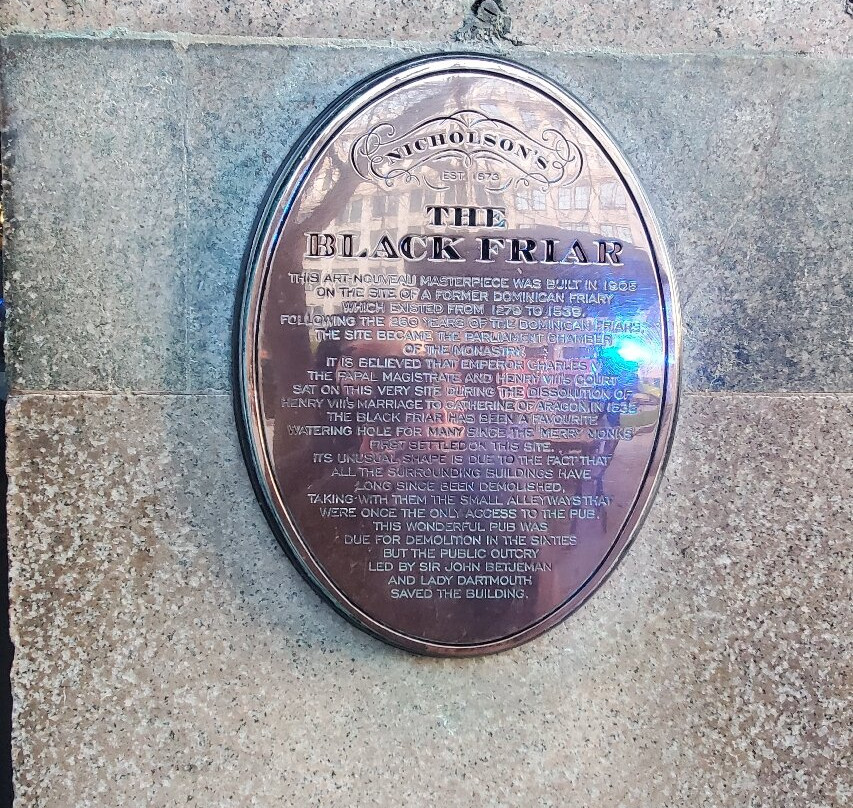 NICHOLSON'S
EST. 1873
THE
BLACK FRIAR
THIS ART-NOUVEAU MASTERPIECE WAS BUILT IN 1905
ON THE SITE OF A FORMER DOMINICAN FRIARY
WHICH EXISTED FROM 1279 TO 1539.
FOLLOWING THE 260 YEARS OF THE DOMINICAN FRIARS,
THE SITE BECAME THE PARLIAMENT CHAMBER
OF THE MONASTRY.
IT IS BELIEVED THAT EMPEROR CHARLES V
THE PAPAL MAGISTRATE AND HENRY VIII's COURT
SAT ON THIS VERY SITE DURING THE DISSOLUTION OF
HENRY VIII's MARRIAGE TO CATHERINE OF ARAGON, IN 1533
THE BLACK FRIAR HAS BEEN A FAVOURITE
WATERING HOLE FOR MANY SINCE THE MERRY MONKS
FIRST SETTLED ON THIS SITE.
IT'S UNUSUAL SHAPE IS DUE TO THE FACT THAT
ALL THE SURROUNDING BUILDINGS HAVE
LONG SINCE BEEN DEMOLISHED,
TAKING WITH THEM THE SMALL ALLEYWAYS THAT
WERE ONCE THE ONLY ACCESS TO THE PUB.
THIS WONDERFUL PUB WAS
DUE FOR DEMOLITION IN THE SIXTIES
BUT THE PUBLIC OUTCRY
LED BY SIR JOHN BETJEMAN
AND LADY DARTMOUTH
SAVED THE BUILDING.